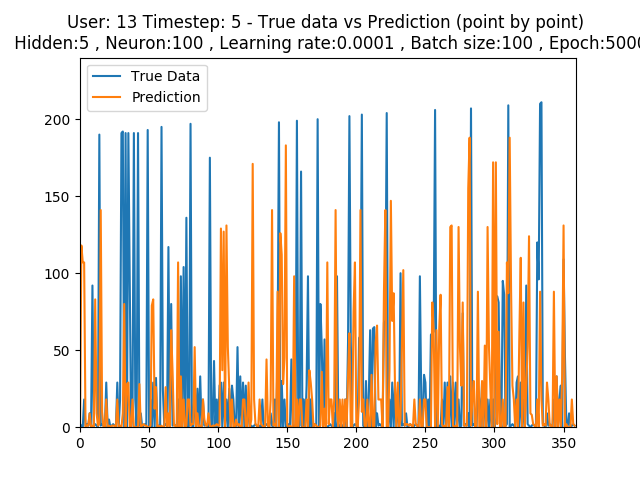 User: 13 Timestep: 5 - True data vs Prediction (point by point)
Hidden:5 , Neuron:100 , Learning rate:0.0001 , Batch size:100 , Epoch:5000
True Data
Prediction
200
150
100
50
0
0 50 100 150 200 250 300 350